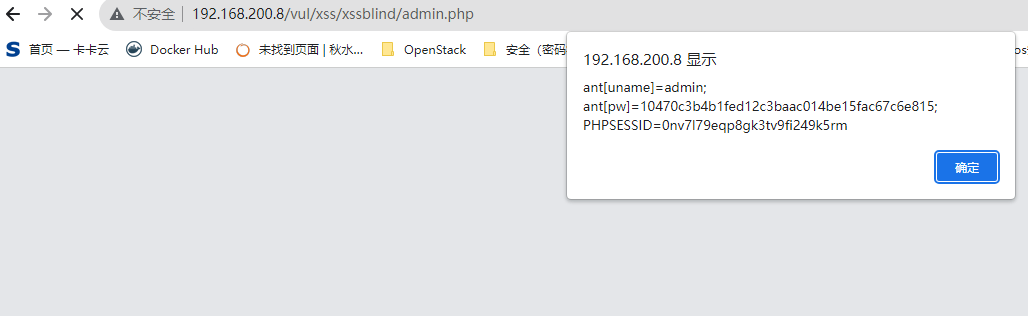 不安全 192.168.200.8/vul/xss/xssblind/admin.php
首页 — 卡卡云 Docker Hub 未找到页面 | 秋水... OpenStack 安全（密码
192.168.200.8 显示
ant[uname]=admin;
ant[pw]=10470c3b4b1fed12c3baac014be15fac67c6e815;
PHPSESSID=0nv7l79eqp8gk3tv9fi249k5rm
确定